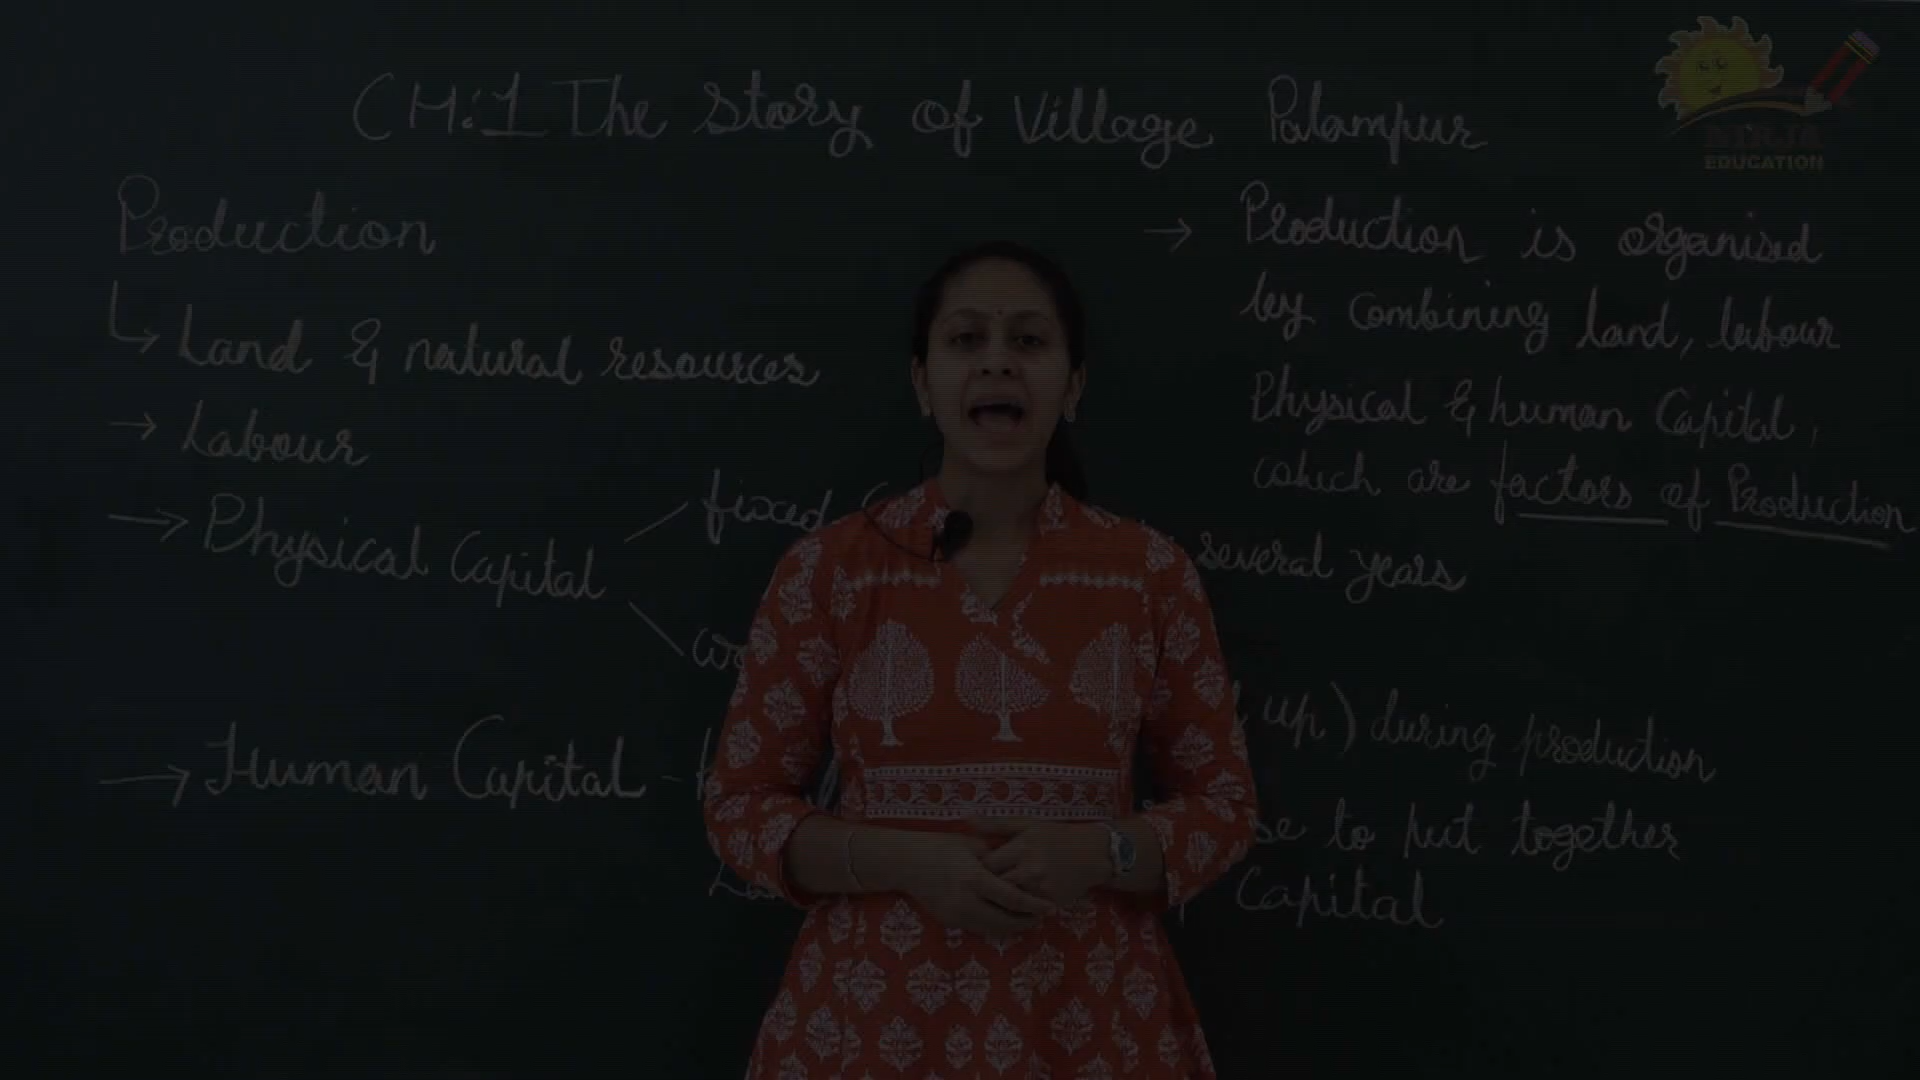 CH:1 The Story of Village Palampur
EDUCATION
Production
Land & natural resources
→ Labour
→ Physical Capital
fixed
several years
up) during production
→ Human Capital -
to put together
Capital
→ Production is organised
by combining land, labour
Physical & human Capital,
which are factors of Production